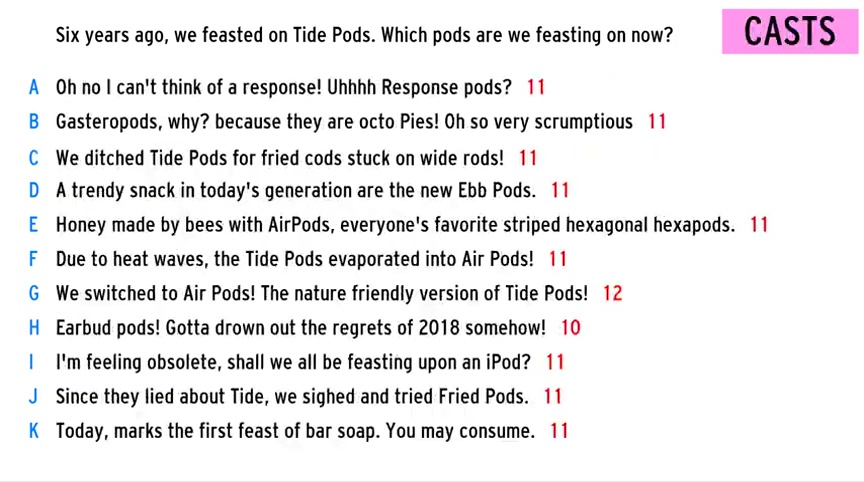 Six years ago, we feasted on Tide Pods. Which pods are we feasting on now?
CASTS
A Oh no I can't think of a response! Uhhhh Response pods? 11
B Gasteropods, why? because they are octo Pies! Oh so very scrumptious 11
C We ditched Tide Pods for fried cods stuck on wide rods! 11
D A trendy snack in today's generation are the new Ebb Pods. 11
E Honey made by bees with AirPods, everyone's favorite striped hexagonal hexapods. 11
F Due to heat waves, the Tide Pods evaporated into Air Pods! 11
G We switched to Air Pods! The nature friendly version of Tide Pods! 12
H Earbud pods! Gotta drown out the regrets of 2018 somehow! 10
I I'm feeling obsolete, shall we all be feasting upon an iPod? 11
J Since they lied about Tide, we sighed and tried Fried Pods. 11
K Today, marks the first feast of bar soap. You may consume. 11